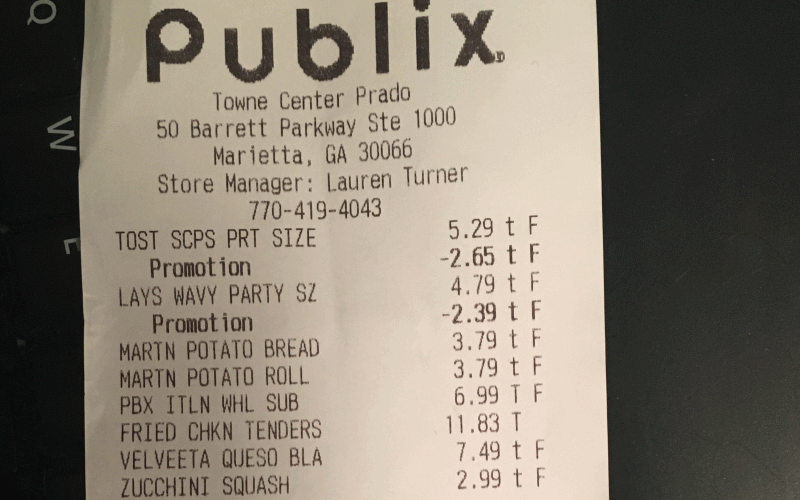 Q
W
E
Publix
Towne Center Prado
50 Barrett Parkway Ste 1000
Marietta, GA 30066
Store Manager: Lauren Turner
770-419-4043
TOST SCPS PRT SIZE 5.29 t F
Promotion -2.65 t F
LAYS WAVY PARTY SZ 4.79 t F
Promotion -2.39 t F
MARTN POTATO BREAD 3.79 t F
MARTN POTATO ROLL 3.79 t F
PBX ITLN WHL SUB 6.99 T F
FRIED CHKN TENDERS 11.83 T
VELVEETA QUESO BLA 7.49 t F
ZUCCHINI SQUASH 2.99 t F